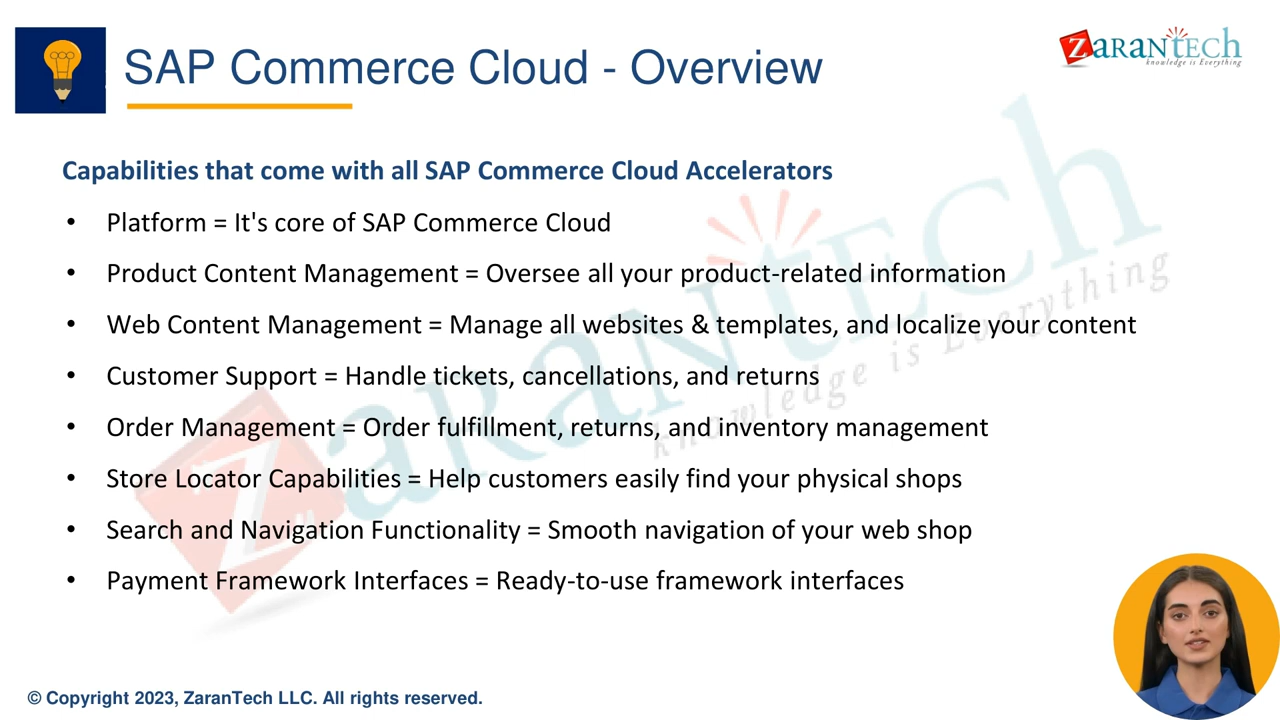 SAP Commerce Cloud - Overview
ZaranTech
knowledge is Everything
Capabilities that come with all SAP Commerce Cloud Accelerators
• Platform = It's core of SAP Commerce Cloud
• Product Content Management = Oversee all your product-related information
• Web Content Management = Manage all websites & templates, and localize your content
• Customer Support = Handle tickets, cancellations, and returns
• Order Management = Order fulfillment, returns, and inventory management
• Store Locator Capabilities = Help customers easily find your physical shops
• Search and Navigation Functionality = Smooth navigation of your web shop
• Payment Framework Interfaces = Ready-to-use framework interfaces
ZaranTech
knowledge is Everything
© Copyright 2023, ZaranTech LLC. All rights reserved.